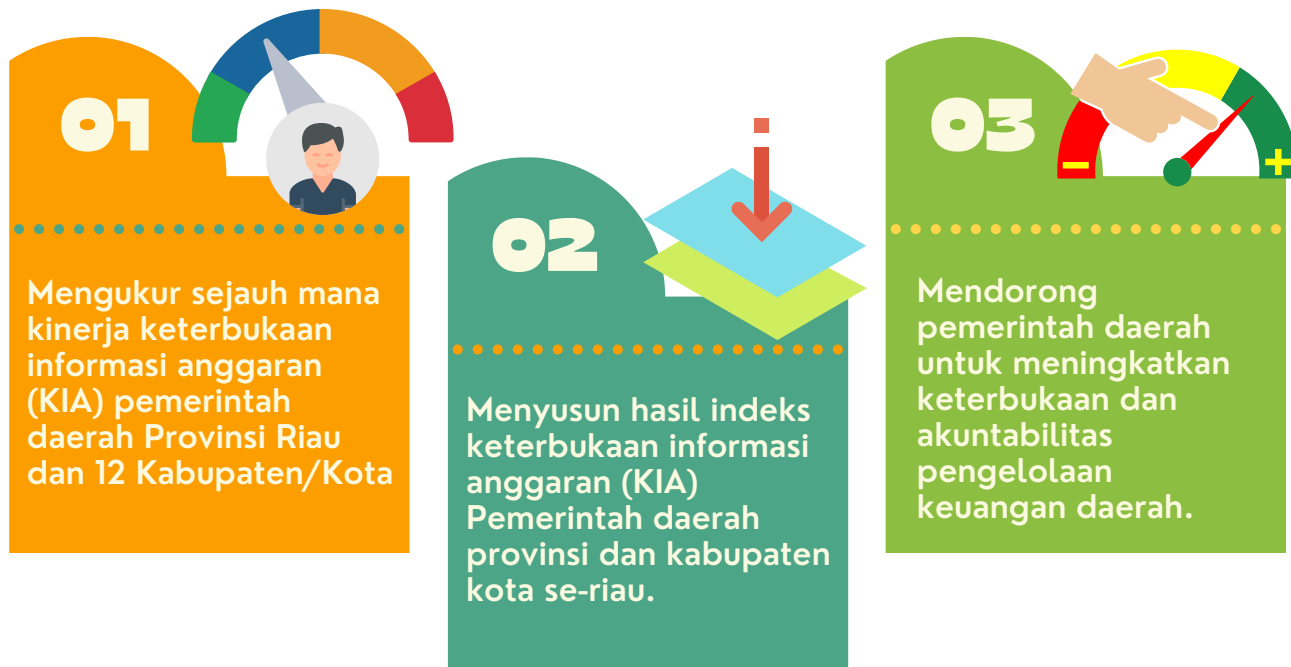 01
Mengukur sejauh mana
kinerja keterbukaan
informasi anggaran
(KIA) pemerintah
daerah Provinsi Riau
dan 12 Kabupaten/Kota
02
Menyusun hasil indeks
keterbukaan informasi
anggaran (KIA)
Pemerintah daerah
provinsi dan kabupaten
kota se-riau.
03
- +
Mendorong
pemerintah daerah
untuk meningkatkan
keterbukaan dan
akuntabilitas
pengelolaan
keuangan daerah.